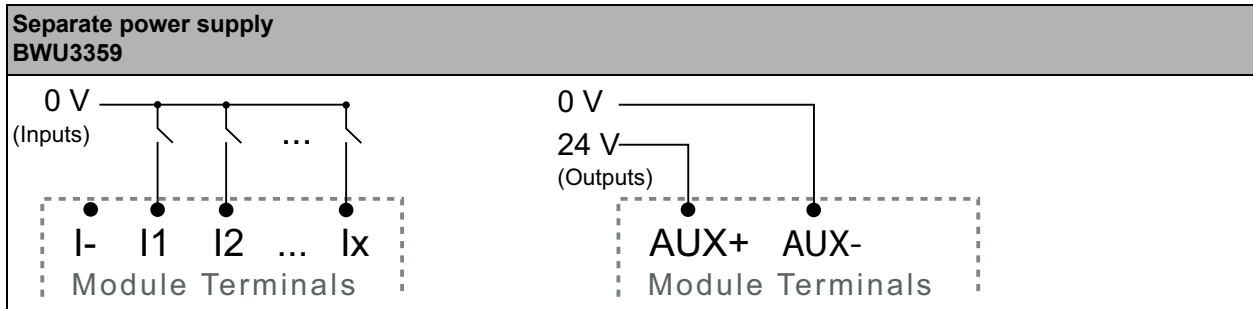 Separate power supply
BWU3359
0 V
(Inputs)
...
I- I1 I2 ... Ix
Module Terminals
0 V
24 V
(Outputs)
AUX+ AUX-
Module Terminals